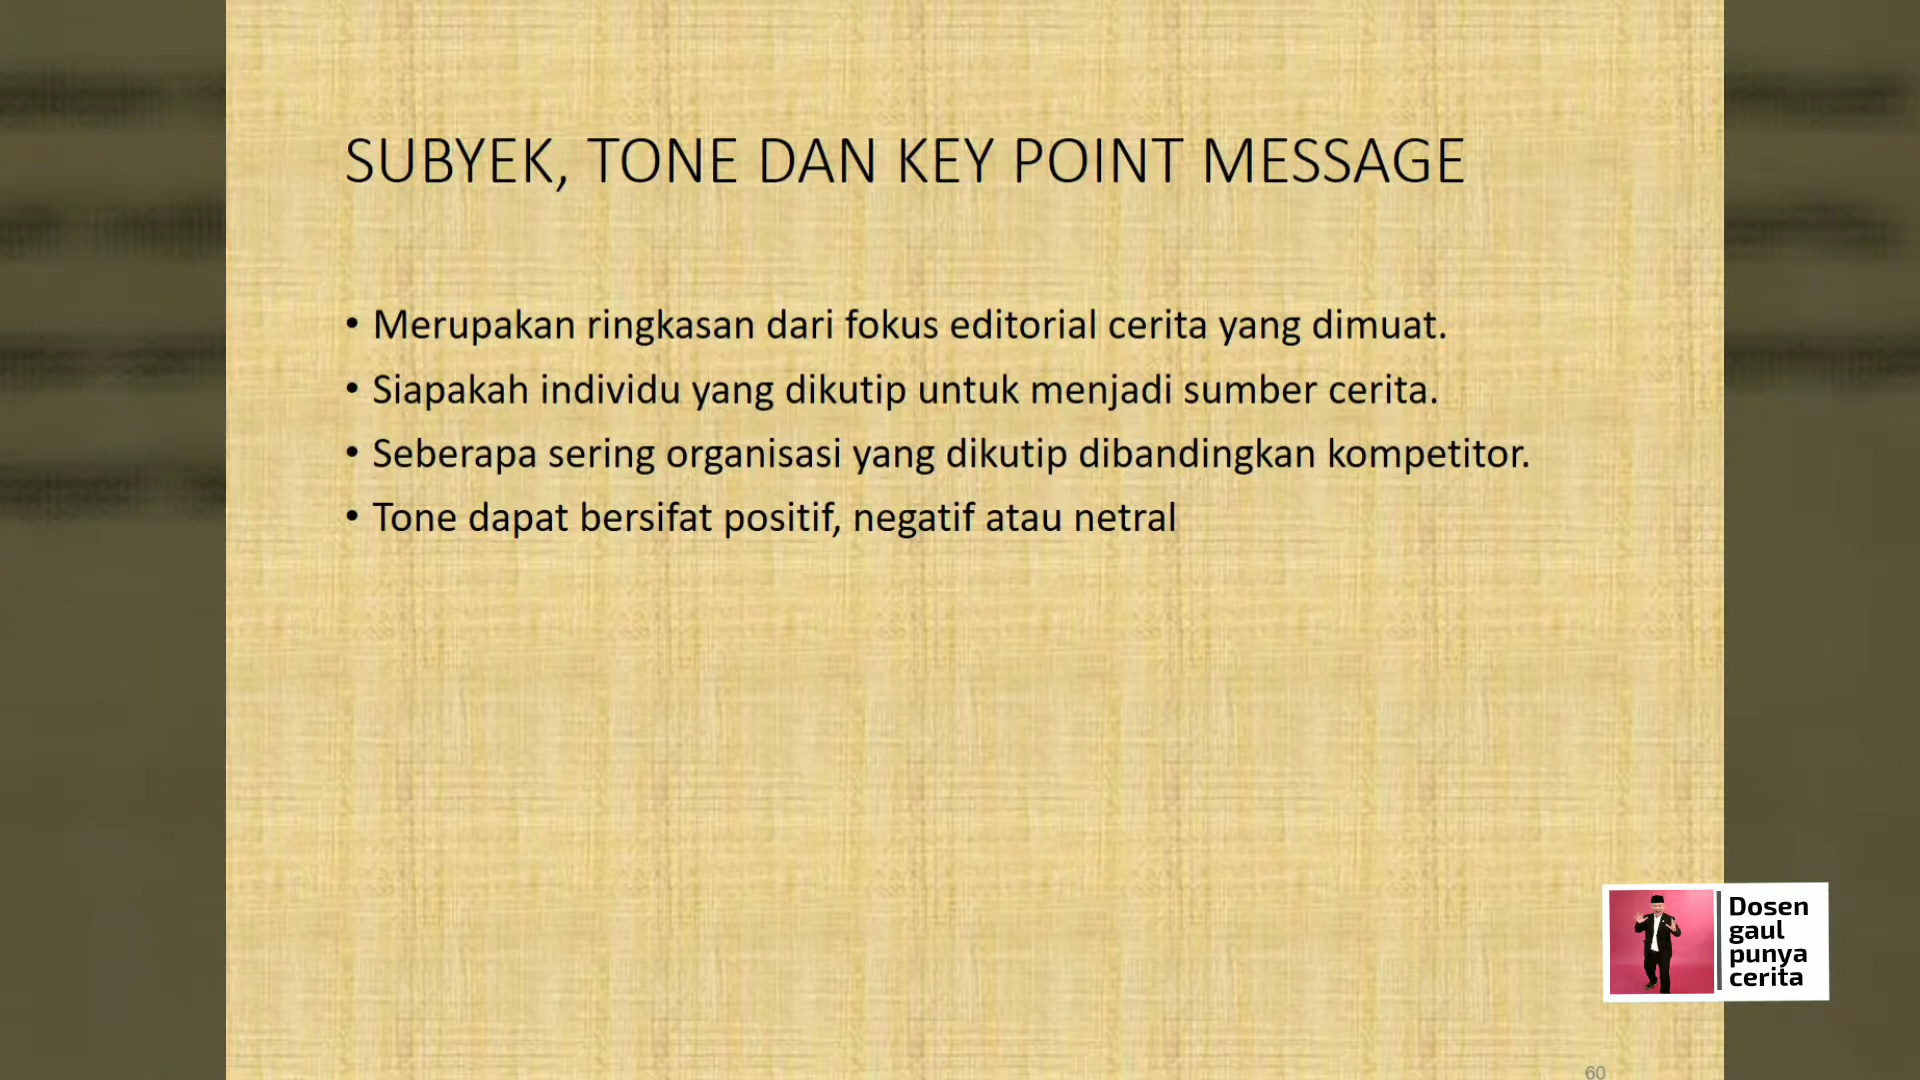 SUBYEK, TONE DAN KEY POINT MESSAGE
• Merupakan ringkasan dari fokus editorial cerita yang dimuat.
• Siapakah individu yang dikutip untuk menjadi sumber cerita.
• Seberapa sering organisasi yang dikutip dibandingkan kompetitor.
• Tone dapat bersifat positif, negatif atau netral
Dosen
gaul
punya
cerita
60